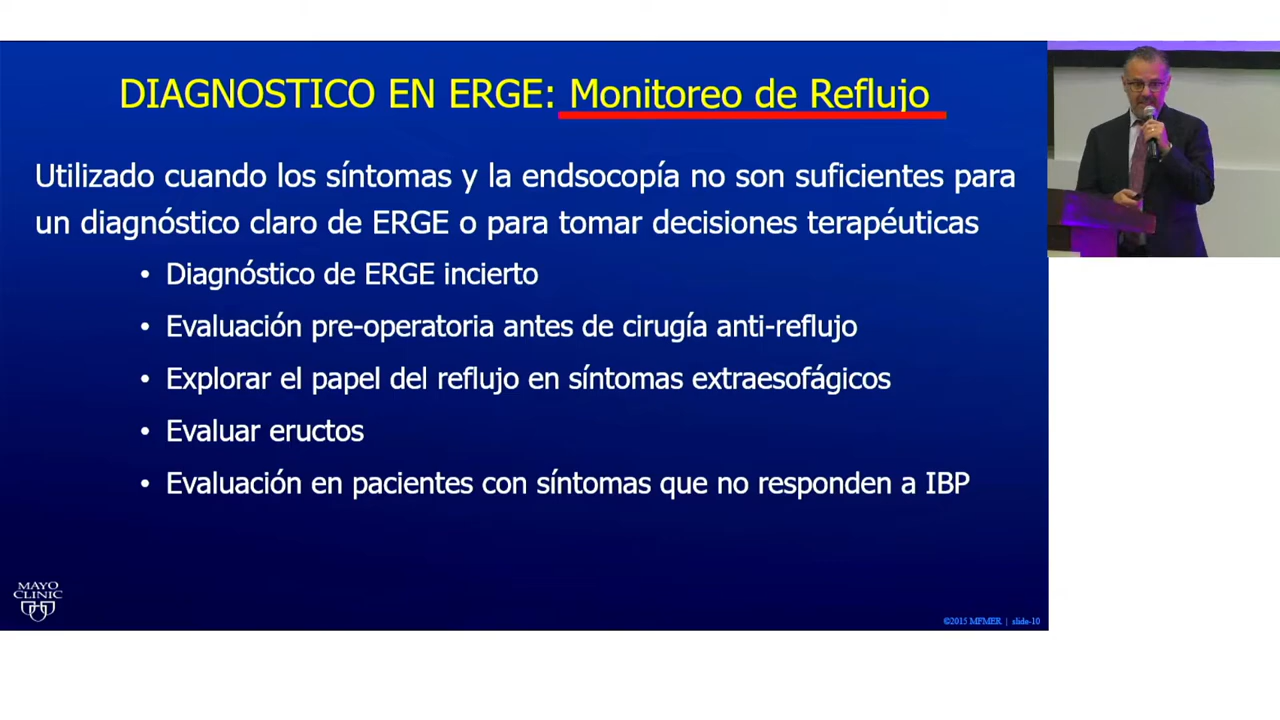 DIAGNOSTICO EN ERGE: Monitoreo de Reflujo
Utilizado cuando los síntomas y la endsocopía no son suficientes para
un diagnóstico claro de ERGE o para tomar decisiones terapéuticas
• Diagnóstico de ERGE incierto
• Evaluación pre-operatoria antes de cirugía anti-reflujo
• Explorar el papel del reflujo en síntomas extraesofágicos
• Evaluar eructos
• Evaluación en pacientes con síntomas que no responden a IBP
MAYO
CLINIC
©2015 MFMER | slide-10